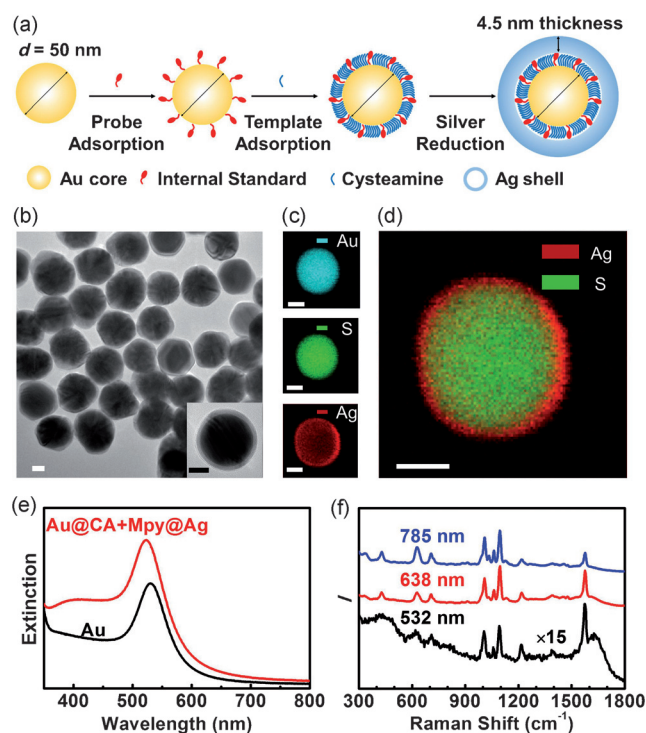 (a)
d = 50 nm
4.5 nm thickness
Probe Adsorption
Template Adsorption
Silver Reduction
Au core
Internal Standard
Cysteamine
Ag shell
(b)
(c)
Au
S
Ag
(d)
Ag
S
(e)
Au@CA+Mpy@Ag
Au
Extinction
400 500 600 700 800
Wavelength (nm)
(f)
785 nm
638 nm
532 nm
×15
I
300 600 900 1200 1500 1800
Raman Shift (cm⁻¹)